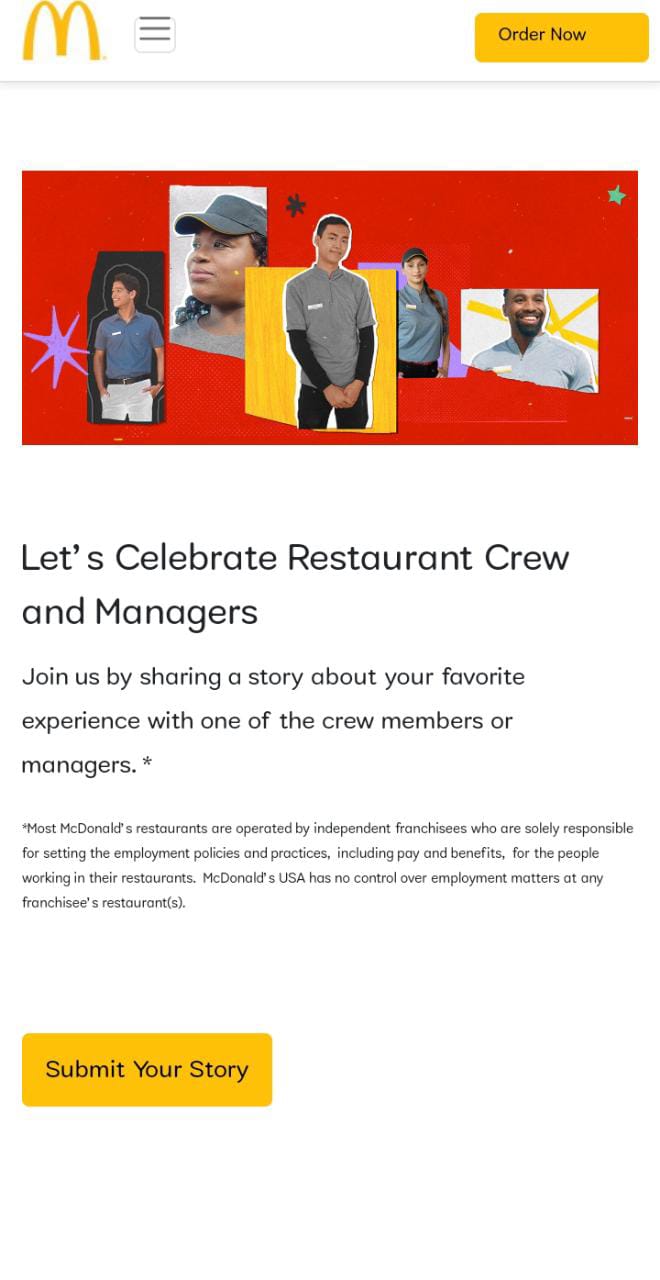 Order Now
Let’s Celebrate Restaurant Crew
and Managers
Join us by sharing a story about your favorite
experience with one of the crew members or
managers. *
*Most McDonald’s restaurants are operated by independent franchisees who are solely responsible
for setting the employment policies and practices, including pay and benefits, for the people
working in their restaurants. McDonald’s USA has no control over employment matters at any
franchisee’s restaurant(s).
Submit Your Story